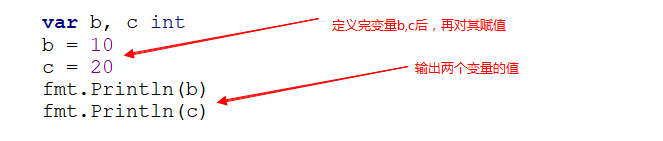 var b, c int
定义完变量b,c后，再对其赋值
b = 10
c = 20
输出两个变量的值
fmt.Println(b)
fmt.Println(c)